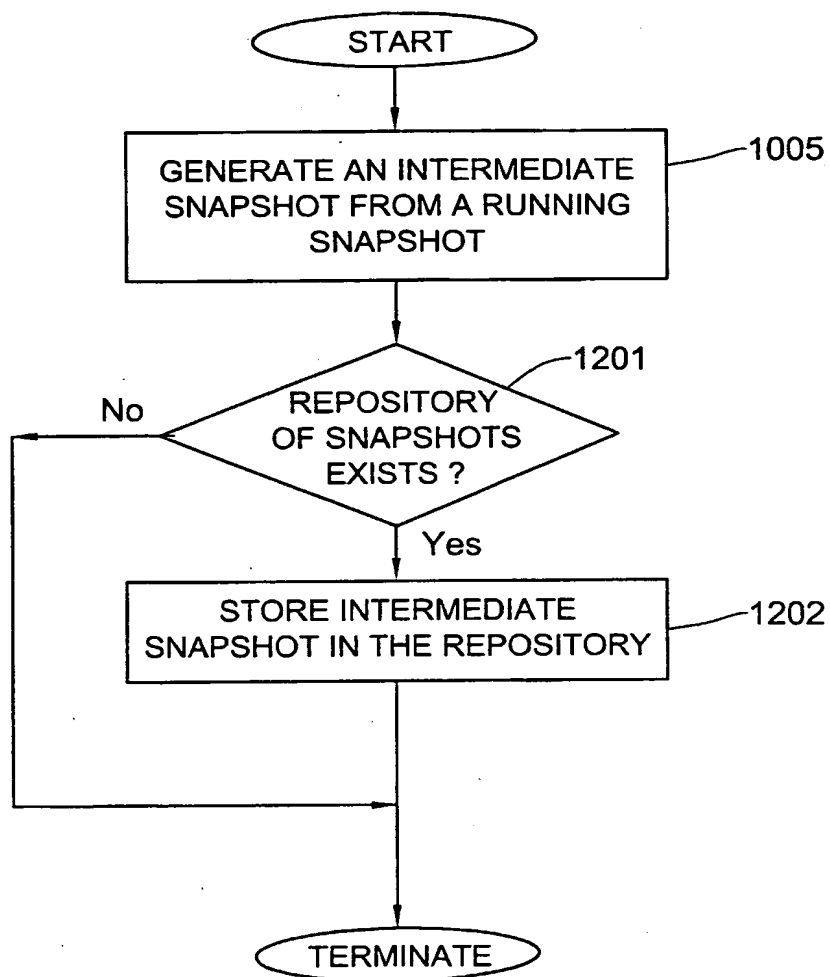 START
GENERATE AN INTERMEDIATE
SNAPSHOT FROM A RUNNING
SNAPSHOT
1005
1201
No
REPOSITORY
OF SNAPSHOTS
EXISTS ?
Yes
STORE INTERMEDIATE
SNAPSHOT IN THE REPOSITORY
1202
TERMINATE